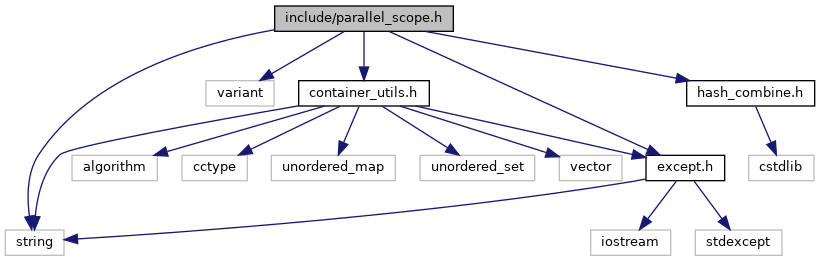 include/parallel_scope.h
variant
container_utils.h
hash_combine.h
algorithm
cctype
unordered_map
unordered_set
vector
except.h
cstdlib
string
iostream
stdexcept